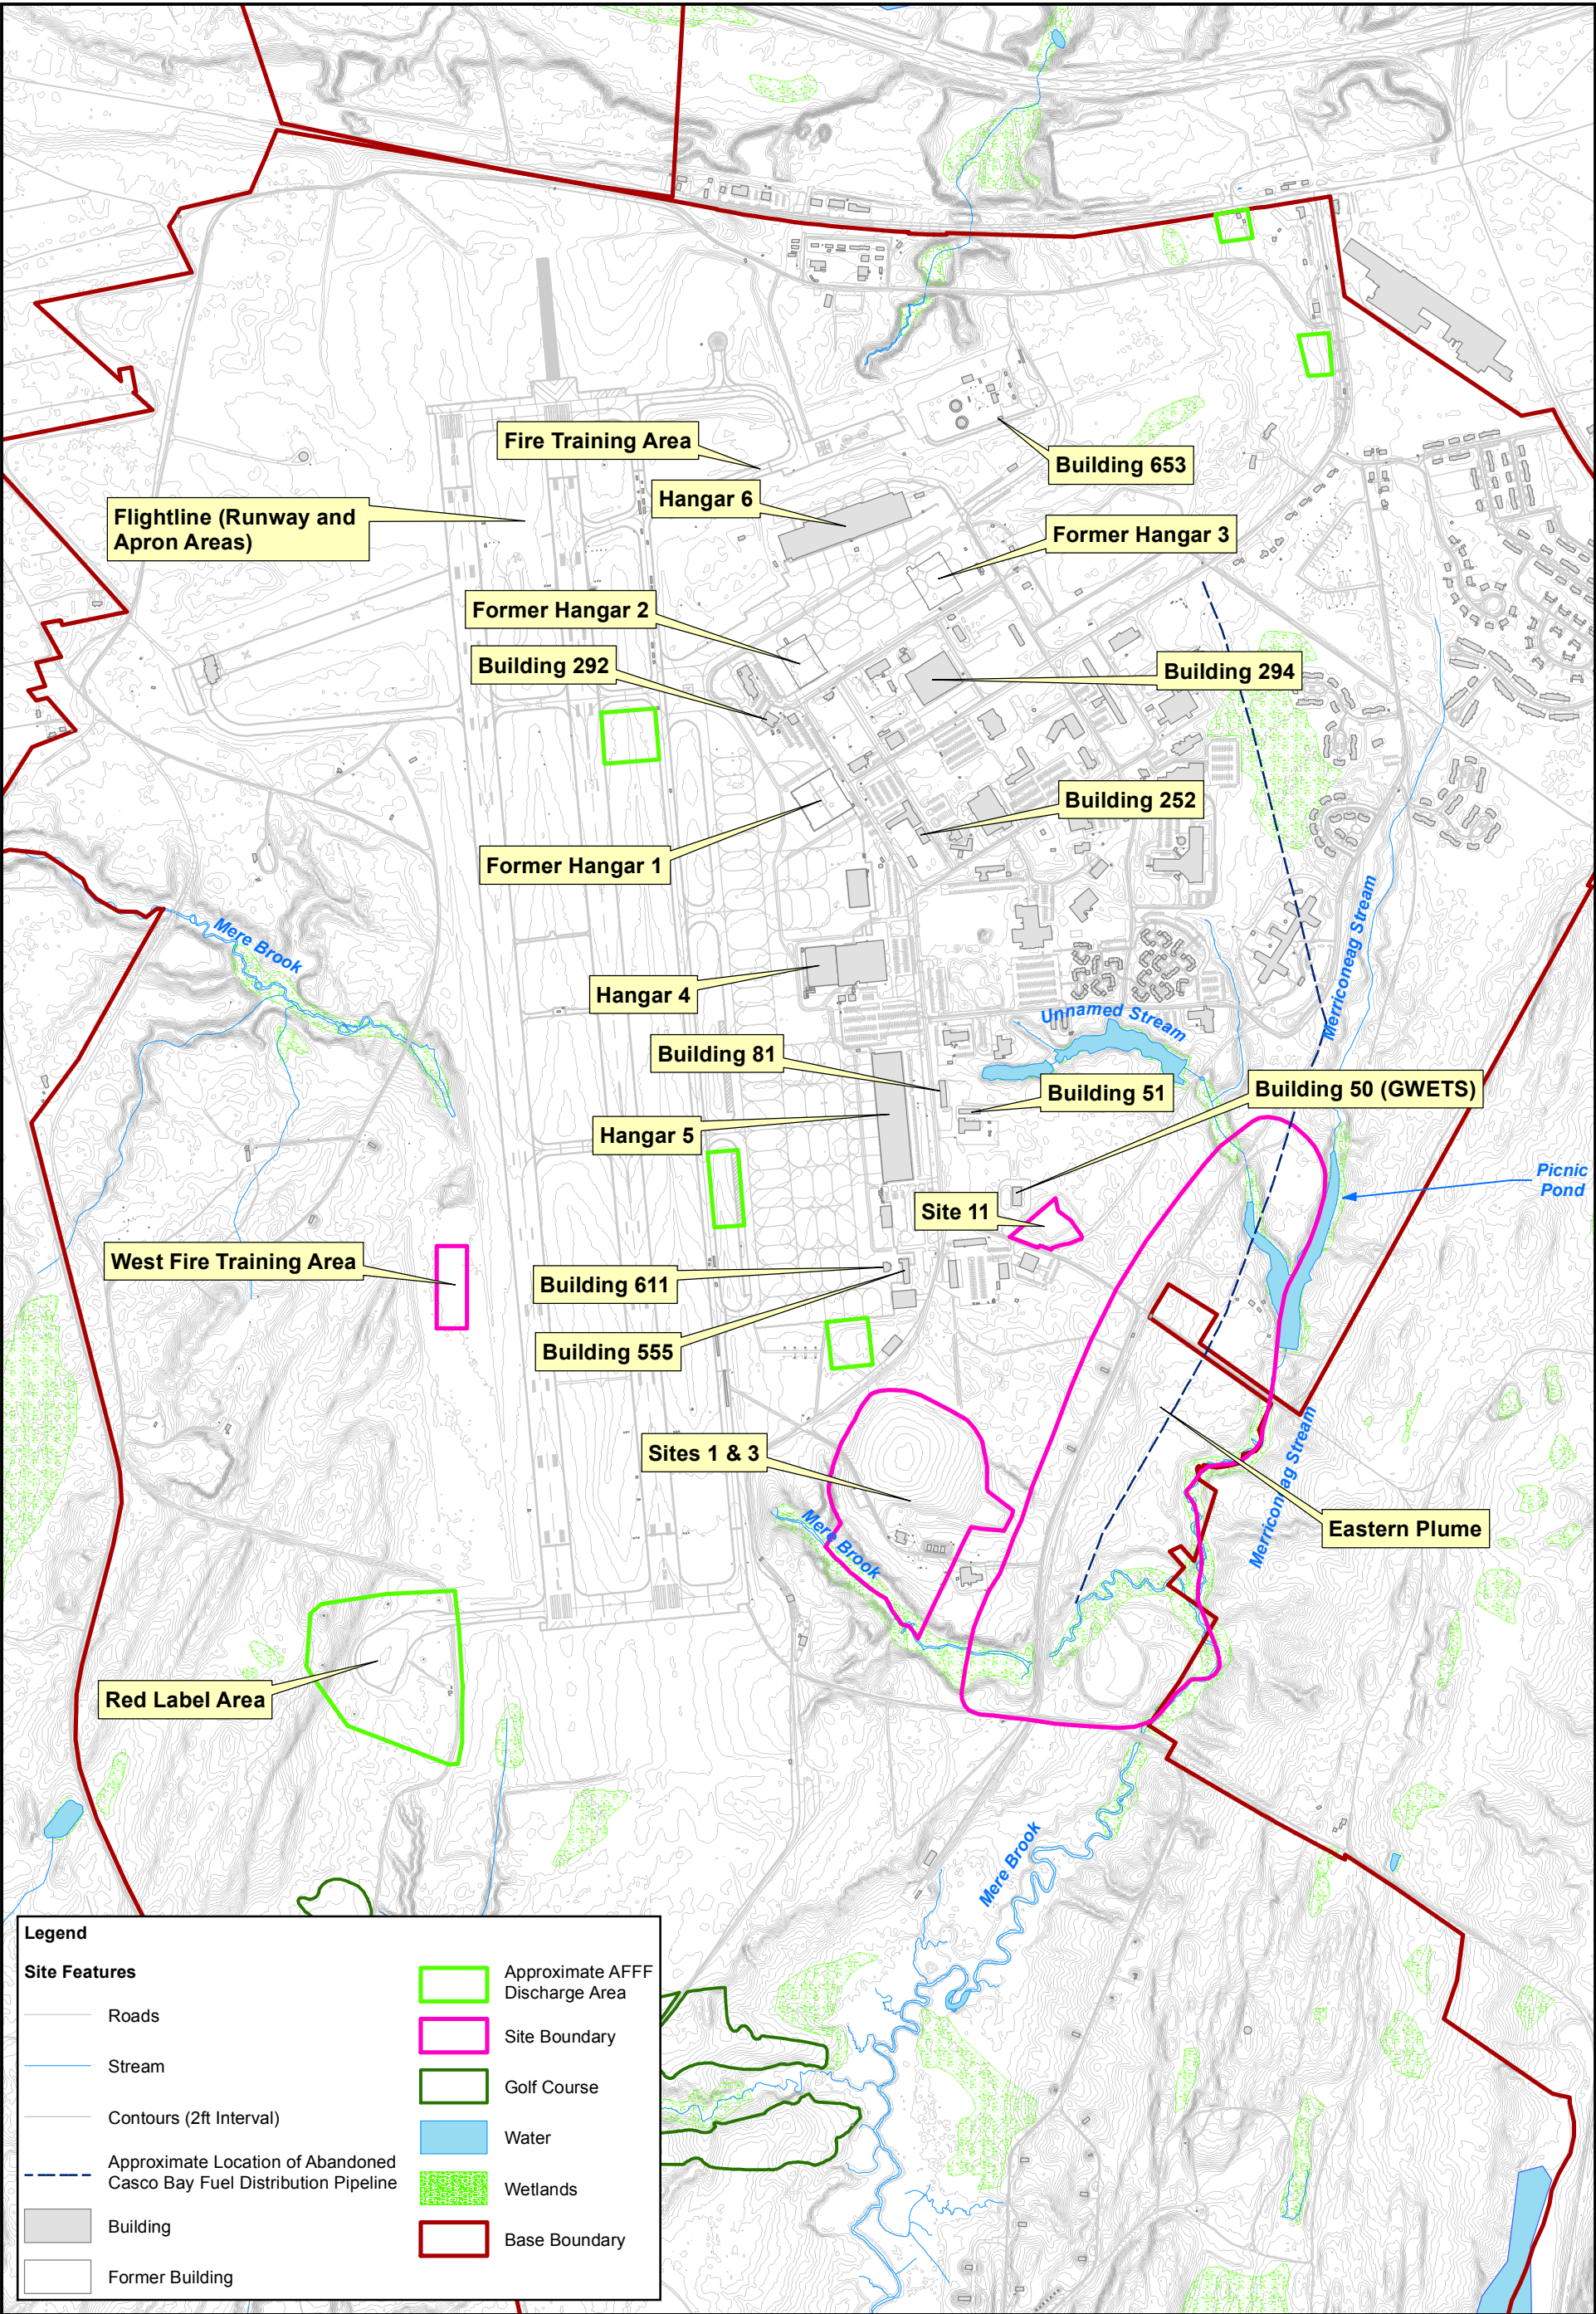 Fire Training Area
Building 653
Hangar 6
Flightline (Runway and
Apron Areas)
Former Hangar 3
Former Hangar 2
Building 292
Building 294
Building 252
Former Hangar 1
Mere Brook
Merriconeag Stream
Hangar 4
Unnamed Stream
Building 81
Building 51
Building 50 (GWETS)
Hangar 5
Picnic
Pond
Site 11
West Fire Training Area
Building 611
Building 555
Sites 1 & 3
Merriconeag Stream
Mere Brook
Eastern Plume
Red Label Area
Mere Brook
Legend
Site Features
Roads
Stream
Contours (2ft Interval)
Approximate Location of Abandoned
Casco Bay Fuel Distribution Pipeline
Building
Former Building
Approximate AFFF
Discharge Area
Site Boundary
Golf Course
Water
Wetlands
Base Boundary